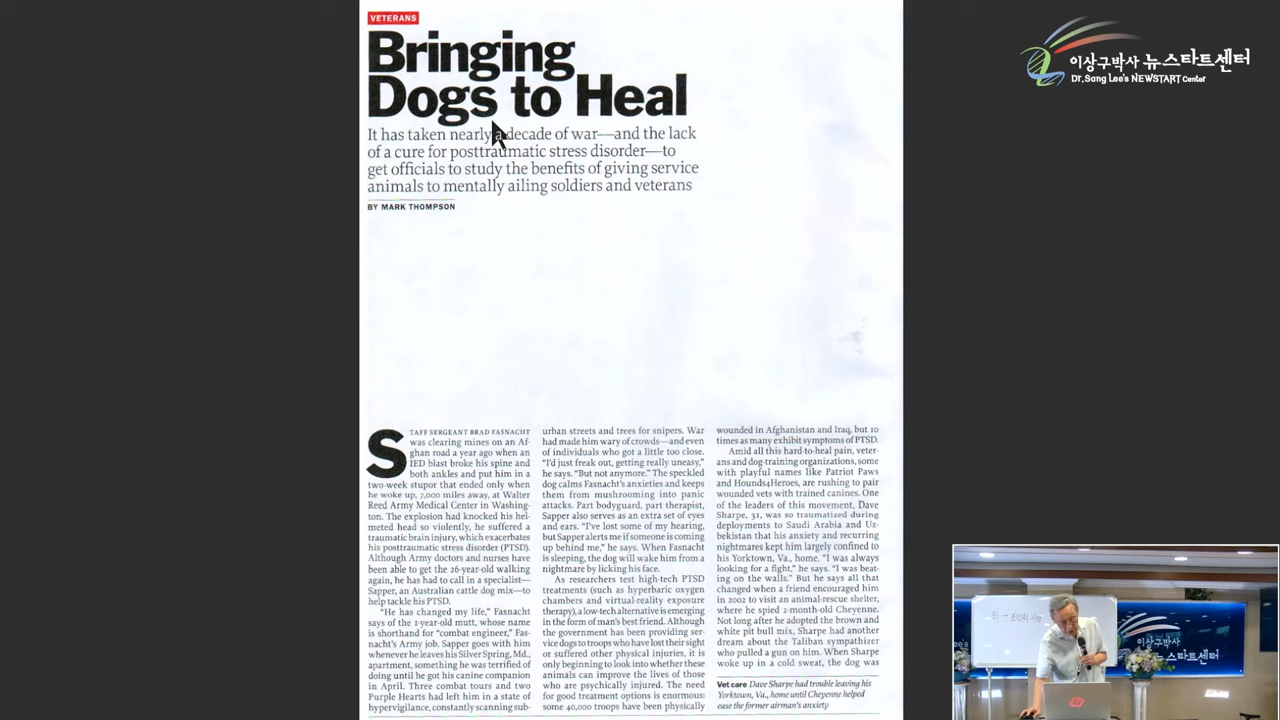 VETERANS
Bringing
Dogs to Heal
It has taken nearly a decade of war—and the lack
of a cure for posttraumatic stress disorder—to
get officials to study the benefits of giving service
animals to mentally ailing soldiers and veterans
BY MARK THOMPSON
STAFF SERGEANT BRAD FASNACHT
was clearing mines on an Af-
ghan road a year ago when an
IED blast broke his spine and
both ankles and put him in a
two-week stupor that ended only when
he woke up, 7,000 miles away, at Walter
Reed Army Medical Center in Washing-
ton. The explosion had knocked his hel-
meted head so violently, he suffered a
traumatic brain injury, which exacerbates
his posttraumatic stress disorder (PTSD).
Although Army doctors and nurses have
been able to get the 26-year-old walking
again, he has had to call in a specialist—
Sapper, an Australian cattle dog mix—to
help tackle his PTSD.
"He has changed my life," Fasnacht
says of the 1-year-old mutt, whose name
is shorthand for "combat engineer," Fas-
nacht's Army job. Sapper goes with him
whenever he leaves his Silver Spring, Md.,
apartment, something he was terrified of
doing until he got his canine companion
in April. Three combat tours and two
Purple Hearts had left him in a state of
hypervigilance, constantly scanning sub-
urban streets and trees for snipers. War
had made him wary of crowds—and even
of individuals who got a little too close.
"I'd just freak out, getting really uneasy,"
he says. "But not anymore." The speckled
dog calms Fasnacht's anxieties and keeps
them from mushrooming into panic
attacks. Part bodyguard, part therapist,
Sapper also serves as an extra set of eyes
and ears. "I've lost some of my hearing,
but Sapper alerts me if someone is coming
up behind me," he says. When Fasnacht
is sleeping, the dog will wake him from a
nightmare by licking his face.
As researchers test high-tech PTSD
treatments (such as hyperbaric oxygen
chambers and virtual-reality exposure
therapy), a low-tech alternative is emerging
in the form of man's best friend. Although
the government has been providing ser-
vice dogs to troops who have lost their sight
or suffered other physical injuries, it is
only beginning to look into whether these
animals can improve the lives of those
who are psychically injured. The need
for good treatment options is enormous:
some 40,000 troops have been physically
wounded in Afghanistan and Iraq, but 10
times as many exhibit symptoms of PTSD.
Amid all this hard-to-heal pain, veter-
ans and dog-training organizations, some
with playful names like Patriot Paws
and Hounds4Heroes, are rushing to pair
wounded vets with trained canines. One
of the leaders of this movement, Dave
Sharpe, 31, was so traumatized during
deployments to Saudi Arabia and Uz-
bekistan that his anxiety and recurring
nightmares kept him largely confined to
his Yorktown, Va., home. "I was always
looking for a fight," he says. "I was beat-
ing on the walls." But he says all that
changed when a friend encouraged him
in 2002 to visit an animal-rescue shelter,
where he spied 2-month-old Cheyenne.
Not long after he adopted the brown and
white pit bull mix, Sharpe had another
dream about the Taliban sympathizer
who pulled a gun on him. When Sharpe
woke up in a cold sweat, the dog was
Vet care Dave Sharpe had trouble leaving his
Yorktown, Va., home until Cheyenne helped
ease the former airman's anxiety
이상구박사 뉴스타트센터
Dr. Sang Lee's NEWSTART Center
이상구박사
뉴스타트센터